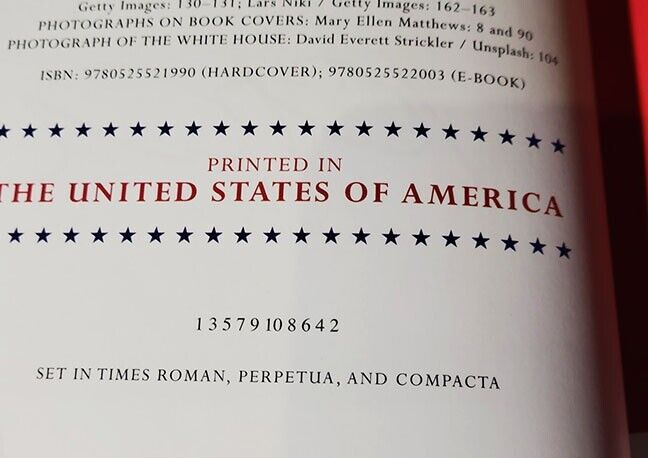 Getty Images: 130–131; Lars Niki / Getty Images: 162–163
PHOTOGRAPHS ON BOOK COVERS: Mary Ellen Matthews: 8 and 90
PHOTOGRAPH OF THE WHITE HOUSE: David Everett Strickler / Unsplash: 104
ISBN: 9780525521990 (HARDCOVER); 9780525522003 (E-BOOK)
PRINTED IN
THE UNITED STATES OF AMERICA
1 3 5 7 9 10 8 6 4 2
SET IN TIMES ROMAN, PERPETUA, AND COMPACTA